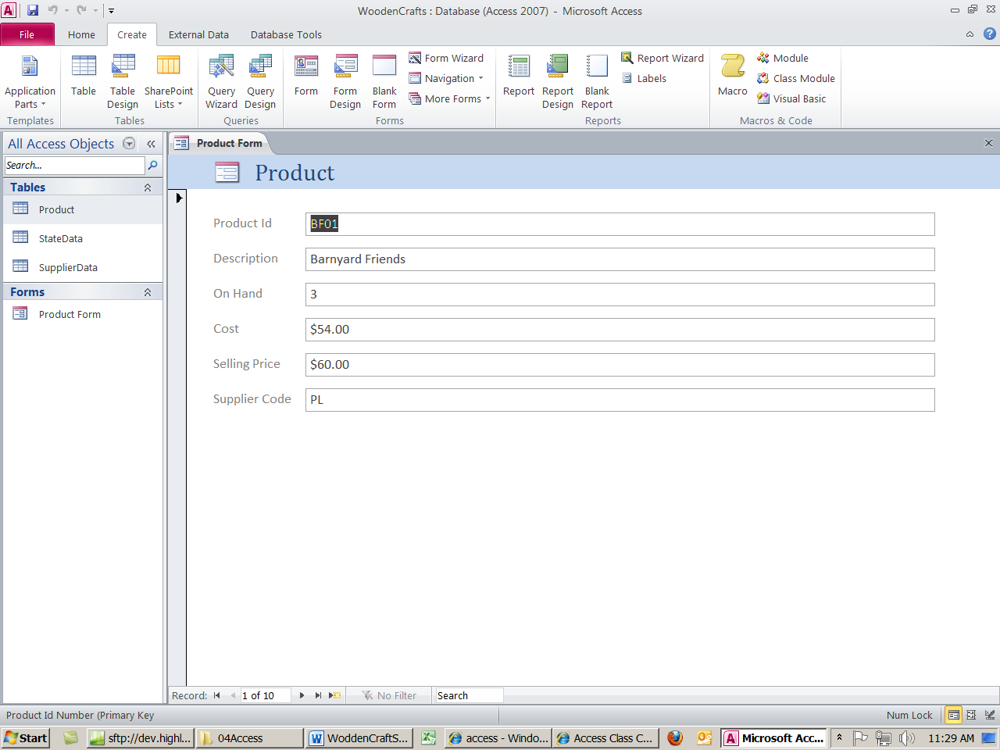 WoodenCrafts : Database (Access 2007)  -  Microsoft Access
File Home Create External Data Database Tools
Application Parts
Templates
Table
Table Design
SharePoint Lists
Tables
Query Wizard
Query Design
Queries
Form
Form Design
Blank Form
Form Wizard
Navigation
More Forms
Forms
Report
Report Design
Blank Report
Report Wizard
Labels
Reports
Macro
Module
Class Module
Visual Basic
Macros & Code
All Access Objects
Search...
Tables
Product
StateData
SupplierData
Forms
Product Form
Product Form
Product
Product Id BF01
Description Barnyard Friends
On Hand 3
Cost $54.00
Selling Price $60.00
Supplier Code PL
Record: 1 of 10 No Filter Search
Product Id Number (Primary Key Num Lock
Start sftp://dev.highl... 04Access WoddenCraftS... access - Windo... Access Class C... Microsoft Acc... 11:29 AM